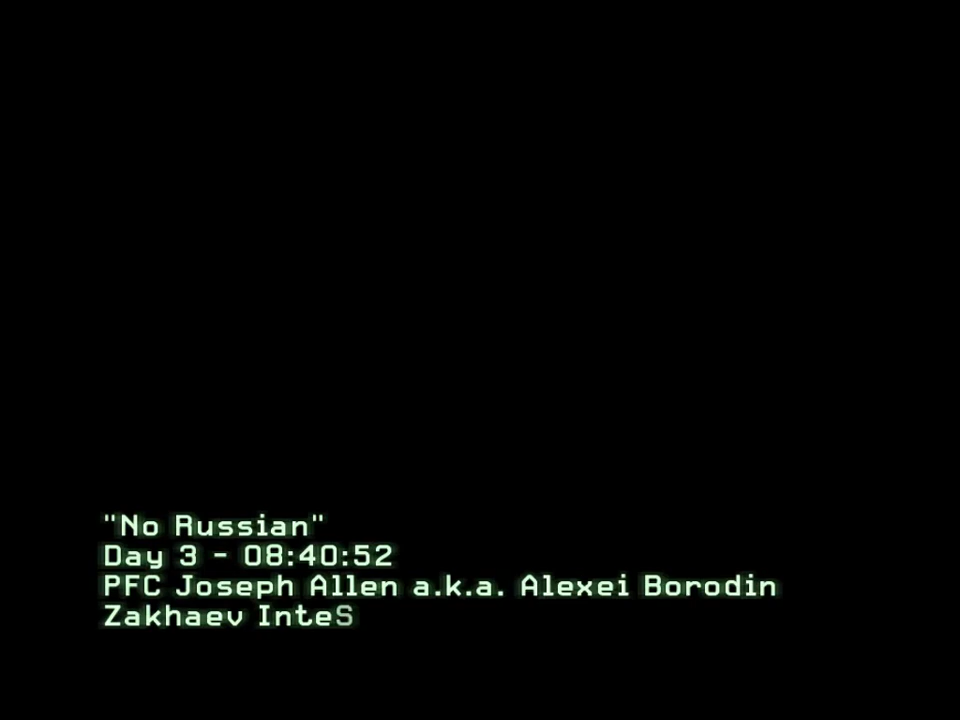 "No Russian"
Day 3 - 08:40:52
PFC Joseph Allen a.k.a. Alexei Borodin
Zakhaev InteS